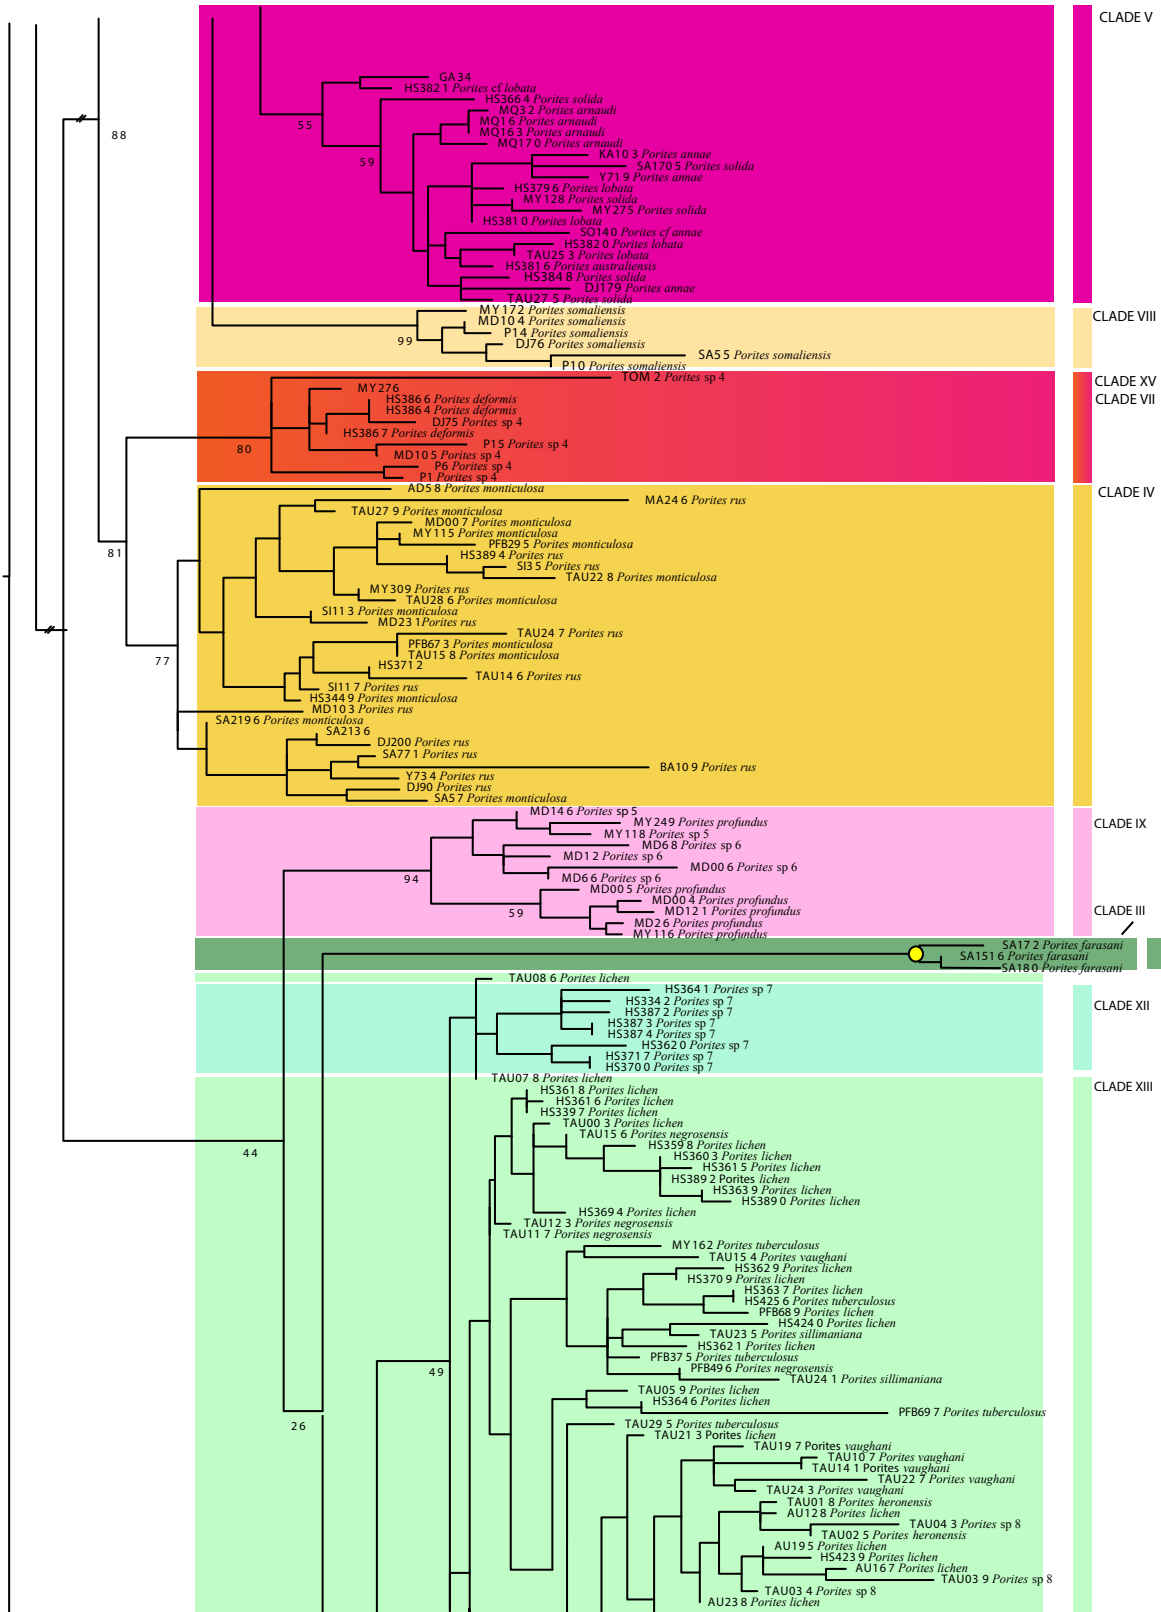 CLADE V
GA34
HS382 1 Porites cf lobata
HS366 4 Porites solida
55
MQ3 2 Porites arnaudi
MQ1 6 Porites arnaudi
MQ16 3 Porites arnaudi
88
MQ17 0 Porites arnaudi
KA10 3 Porites annae
59
SA170 5 Porites solida
Y71 9 Porites annae
HS379 6 Porites lobata
MY128 Porites solida
MY275 Porites solida
HS381 0 Porites lobata
SO140 Porites cf annae
HS382 0 Porites lobata
TAU25 3 Porites lobata
HS381 6 Porites australiensis
HS384 8 Porites solida
DJ179 Porites annae
TAU27 5 Porites solida
MY172 Porites somaliensis
CLADE VIII
MD10 4 Porites somaliensis
P14 Porites somaliensis
99
DJ76 Porites somaliensis
SA5 5 Porites somaliensis
P10 Porites somaliensis
TOM 2 Porites sp 4
CLADE XV
MY276
CLADE VII
HS386 6 Porites deformis
HS386 4 Porites deformis
DJ75 Porites sp 4
HS386 7 Porites deformis
80
P15 Porites sp 4
MD10 5 Porites sp 4
P6 Porites sp 4
P1 Porites sp 4
AD5 8 Porites monticulosa
CLADE IV
MA24 6 Porites rus
TAU27 9 Porites monticulosa
MD00 7 Porites monticulosa
MY115 Porites monticulosa
PFB29 5 Porites monticulosa
81
HS389 4 Porites rus
SI3 5 Porites rus
TAU22 8 Porites monticulosa
MY309 Porites rus
TAU28 6 Porites monticulosa
SI11 3 Porites monticulosa
MD23 1 Porites rus
TAU24 7 Porites rus
PFB67 3 Porites monticulosa
TAU15 8 Porites monticulosa
77
HS371 2
TAU14 6 Porites rus
SI11 7 Porites rus
HS344 9 Porites monticulosa
MD10 3 Porites rus
SA219 6 Porites monticulosa
SA213 6
DJ200 Porites rus
SA77 1 Porites rus
BA10 9 Porites rus
Y73 4 Porites rus
DJ90 Porites rus
SA5 7 Porites monticulosa
MD14 6 Porites sp 5
MY249 Porites profundus
CLADE IX
MY118 Porites sp 5
MD6 8 Porites sp 6
MD1 2 Porites sp 6
MD00 6 Porites sp 6
94
MD6 6 Porites sp 6
MD00 5 Porites profundus
MD00 4 Porites profundus
59
MD12 1 Porites profundus
CLADE III
MD2 6 Porites profundus
MY116 Porites profundus
SA17 2 Porites farasani
SA151 6 Porites farasani
SA18 0 Porites farasani
TAU08 6 Porites lichen
HS364 1 Porites sp 7
HS334 2 Porites sp 7
CLADE XII
HS387 2 Porites sp 7
HS387 3 Porites sp 7
HS387 4 Porites sp 7
HS362 0 Porites sp 7
HS371 7 Porites sp 7
HS370 0 Porites sp 7
TAU07 8 Porites lichen
CLADE XIII
HS361 8 Porites lichen
HS361 6 Porites lichen
HS339 7 Porites lichen
TAU00 3 Porites lichen
TAU15 6 Porites negrosensis
HS359 8 Porites lichen
44
HS360 3 Porites lichen
HS361 5 Porites lichen
HS389 2 Porites lichen
HS363 9 Porites lichen
HS389 0 Porites lichen
HS369 4 Porites lichen
TAU12 3 Porites negrosensis
TAU11 7 Porites negrosensis
MY162 Porites tuberculosus
TAU15 4 Porites vaughani
HS362 9 Porites lichen
HS370 9 Porites lichen
HS363 7 Porites lichen
HS425 6 Porites tuberculosus
PFB68 9 Porites lichen
HS424 0 Porites lichen
TAU23 5 Porites sillimaniana
HS362 1 Porites lichen
PFB37 5 Porites tuberculosus
49
PFB49 6 Porites negrosensis
TAU24 1 Porites sillimaniana
TAU05 9 Porites lichen
HS364 6 Porites lichen
PFB69 7 Porites tuberculosus
26
TAU29 5 Porites tuberculosus
TAU21 3 Porites lichen
TAU19 7 Porites vaughani
TAU10 7 Porites vaughani
TAU14 1 Porites vaughani
TAU22 7 Porites vaughani
TAU24 3 Porites vaughani
TAU01 8 Porites heronensis
AU12 8 Porites lichen
TAU04 3 Porites sp 8
TAU02 5 Porites heronensis
AU19 5 Porites lichen
HS423 9 Porites lichen
AU16 7 Porites lichen
TAU03 9 Porites sp 8
TAU03 4 Porites sp 8
AU23 8 Porites lichen